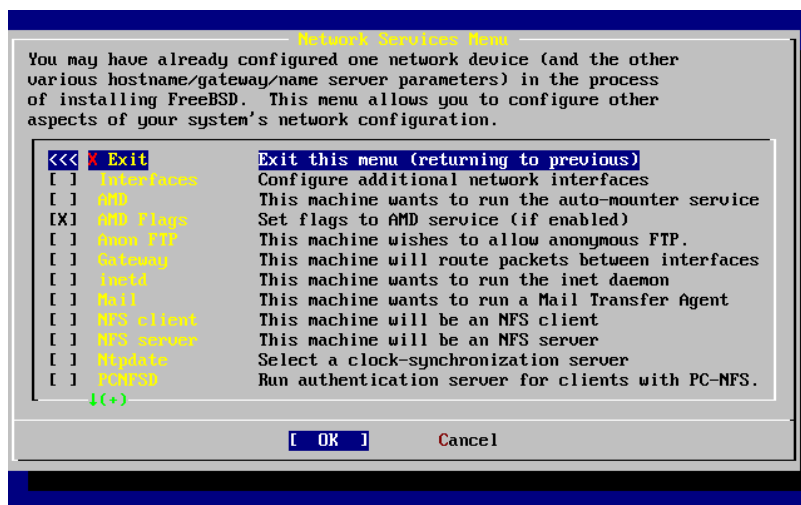 Network Services Menu
You may have already configured one network device (and the other
various hostname/gateway/name server parameters) in the process
of installing FreeBSD.  This menu allows you to configure other
aspects of your system's network configuration.
<<< X Exit Exit this menu (returning to previous)
[ ] Interfaces Configure additional network interfaces
[ ] AMD This machine wants to run the auto-mounter service
[X] AMD Flags Set flags to AMD service (if enabled)
[ ] Anon FTP This machine wishes to allow anonymous FTP.
[ ] Gateway This machine will route packets between interfaces
[ ] inetd This machine wants to run the inet daemon
[ ] Mail This machine wants to run a Mail Transfer Agent
[ ] NFS client This machine will be an NFS client
[ ] NFS server This machine will be an NFS server
[ ] Ntpdate Select a clock-synchronization server
[ ] PCNFSD Run authentication server for clients with PC-NFS.
↓(+)
[ OK ] Cancel